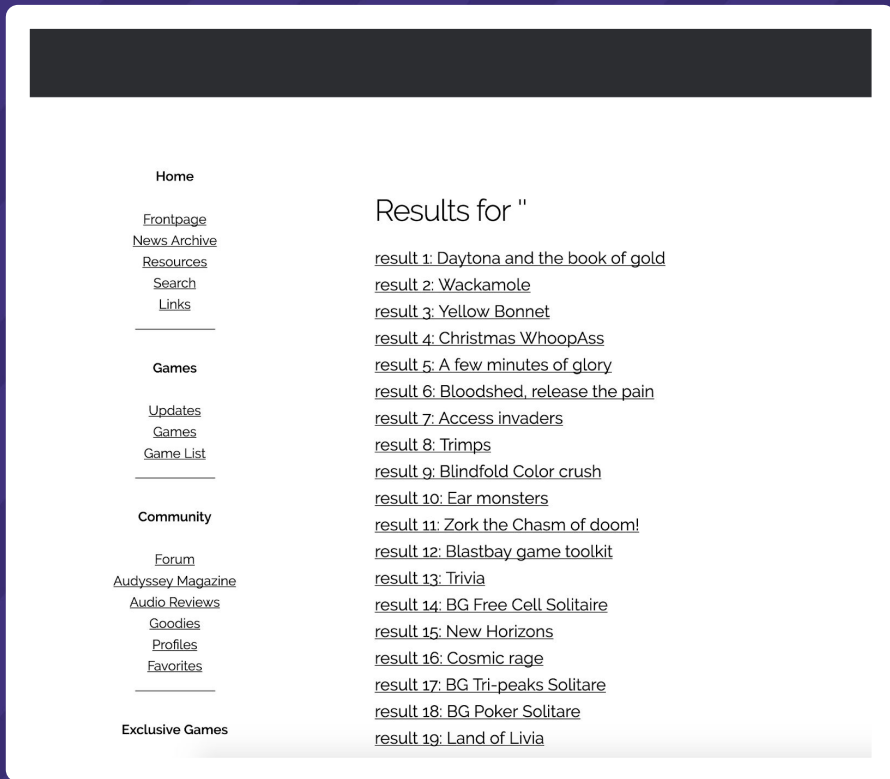 Home
Frontpage
News Archive
Resources
Search
Links
Games
Updates
Games
Game List
Community
Forum
Audyssey Magazine
Audio Reviews
Goodies
Profiles
Favorites
Exclusive Games
Results for ''
result 1: Daytona and the book of gold
result 2: Wackamole
result 3: Yellow Bonnet
result 4: Christmas WhoopAss
result 5: A few minutes of glory
result 6: Bloodshed, release the pain
result 7: Access invaders
result 8: Trimps
result 9: Blindfold Color crush
result 10: Ear monsters
result 11: Zork the Chasm of doom!
result 12: Blastbay game toolkit
result 13: Trivia
result 14: BG Free Cell Solitaire
result 15: New Horizons
result 16: Cosmic rage
result 17: BG Tri-peaks Solitare
result 18: BG Poker Solitare
result 19: Land of Livia